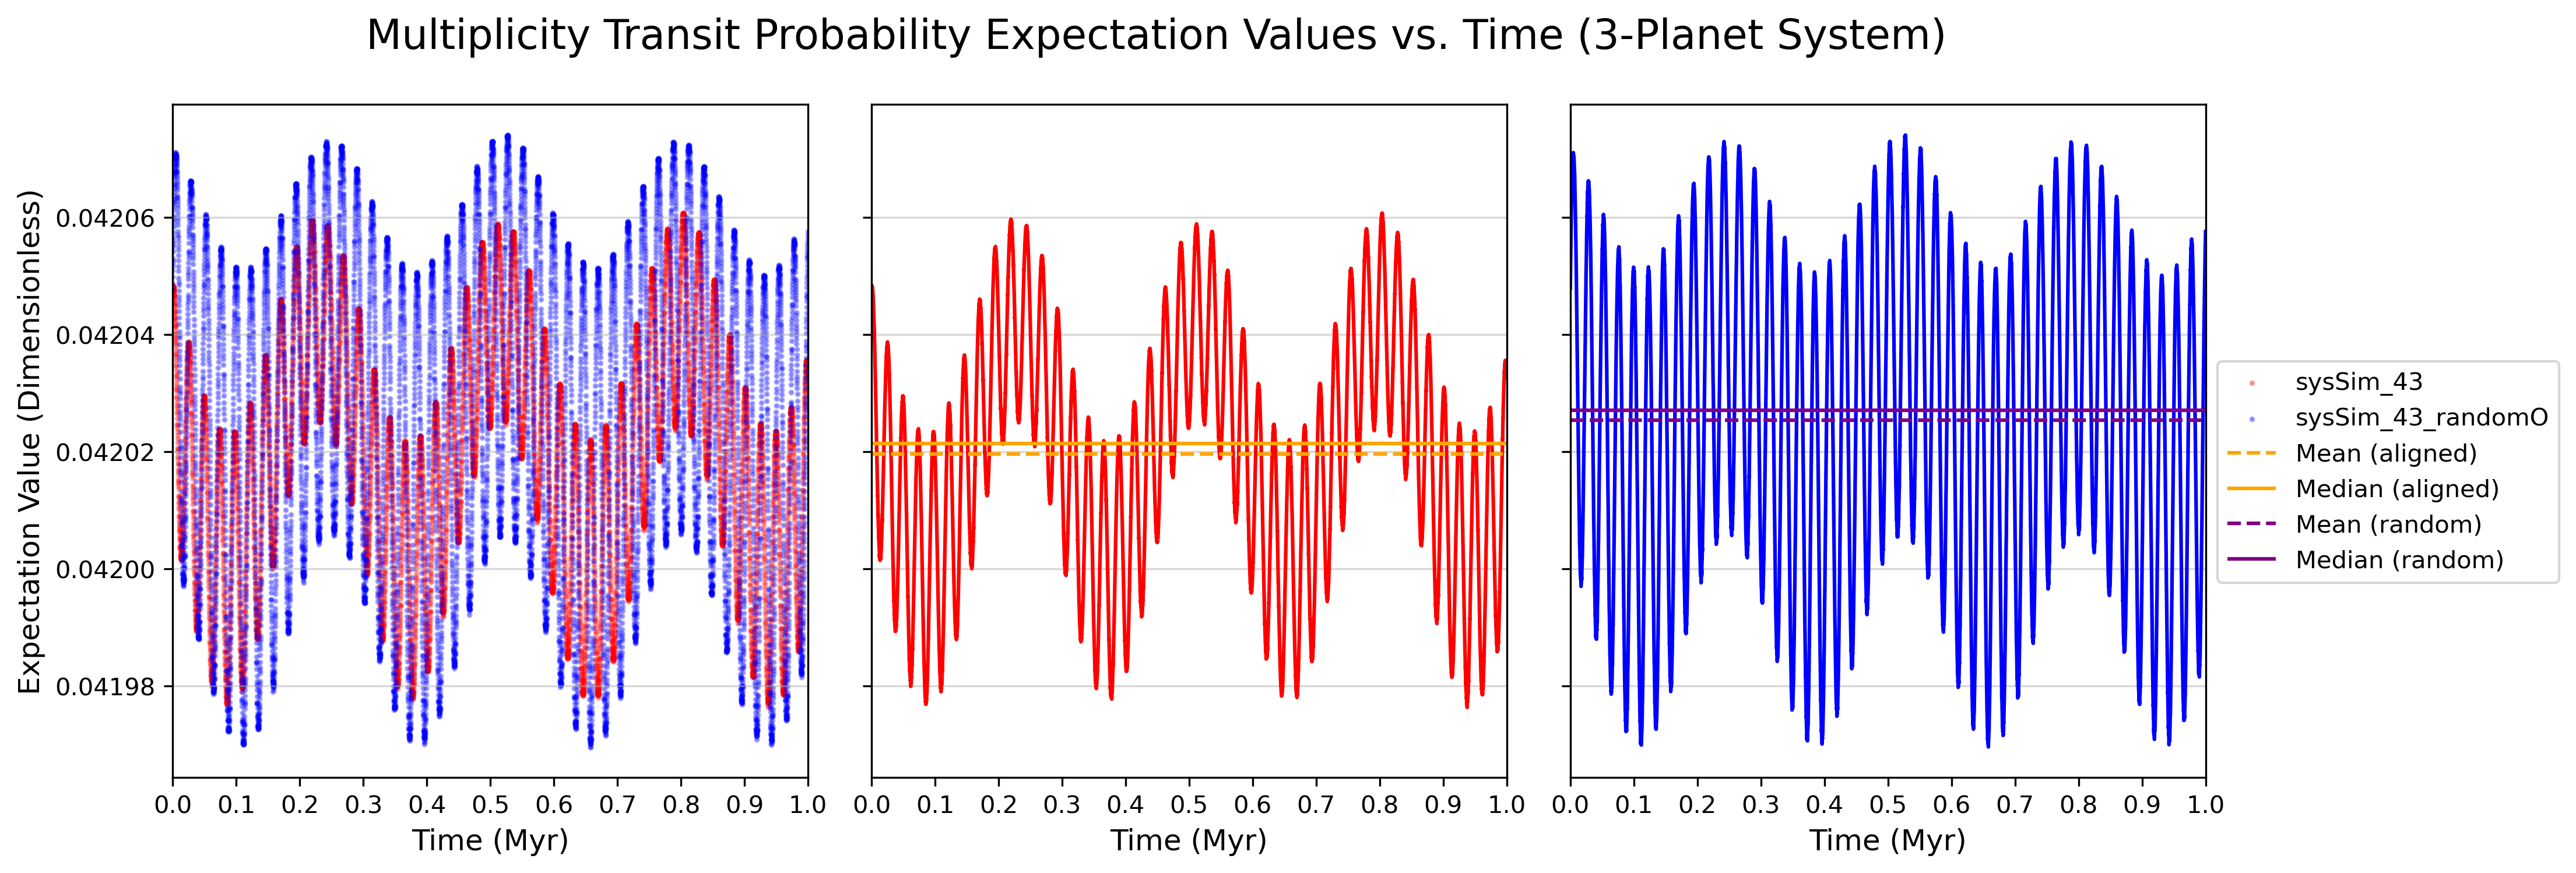 Multiplicity Transit Probability Expectation Values vs. Time (3-Planet System)
Expectation Value (Dimensionless)
0.04206
0.04204
0.04202
0.04200
0.04198
0.0 0.1 0.2 0.3 0.4 0.5 0.6 0.7 0.8 0.9 1.0
Time (Myr)
0.0 0.1 0.2 0.3 0.4 0.5 0.6 0.7 0.8 0.9 1.0
Time (Myr)
0.0 0.1 0.2 0.3 0.4 0.5 0.6 0.7 0.8 0.9 1.0
Time (Myr)
sysSim_43
sysSim_43_randomO
Mean (aligned)
Median (aligned)
Mean (random)
Median (random)